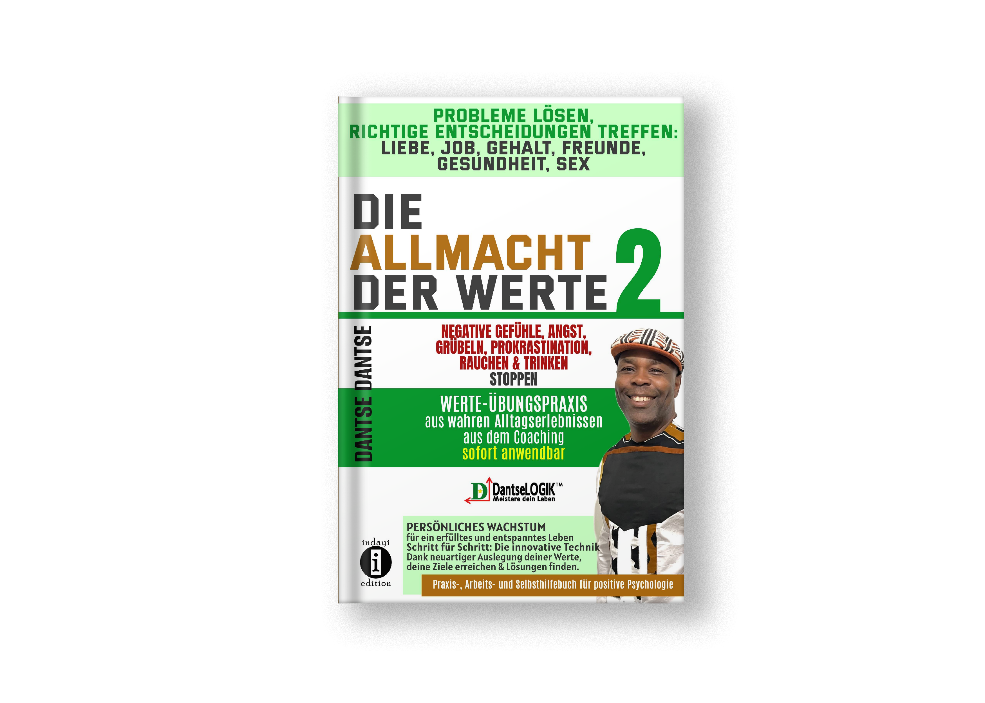 PROBLEME LÖSEN,
RICHTIGE ENTSCHEIDUNGEN TREFFEN:
LIEBE, JOB, GEHALT, FREUNDE,
GESUNDHEIT, SEX
DIE
ALLMACHT
DER WERTE 2
NEGATIVE GEFÜHLE, ANGST,
GRÜBELN, PROKRASTINATION,
RAUCHEN & TRINKEN
STOPPEN
DANTSE DANTSE
WERTE-ÜBUNGSPRAXIS
aus wahren Alltagserlebnissen
aus dem Coaching
sofort anwendbar
D DantseLOGIK™
Meistere dein Leben
PERSÖNLICHES WACHSTUM
für ein erfülltes und entspanntes Leben
Schritt für Schritt: Die innovative Technik
Dank neuartiger Auslegung deiner Werte,
deine Ziele erreichen & Lösungen finden.
indayi
i
edition
Praxis-, Arbeits- und Selbsthilfebuch für positive Psychologie